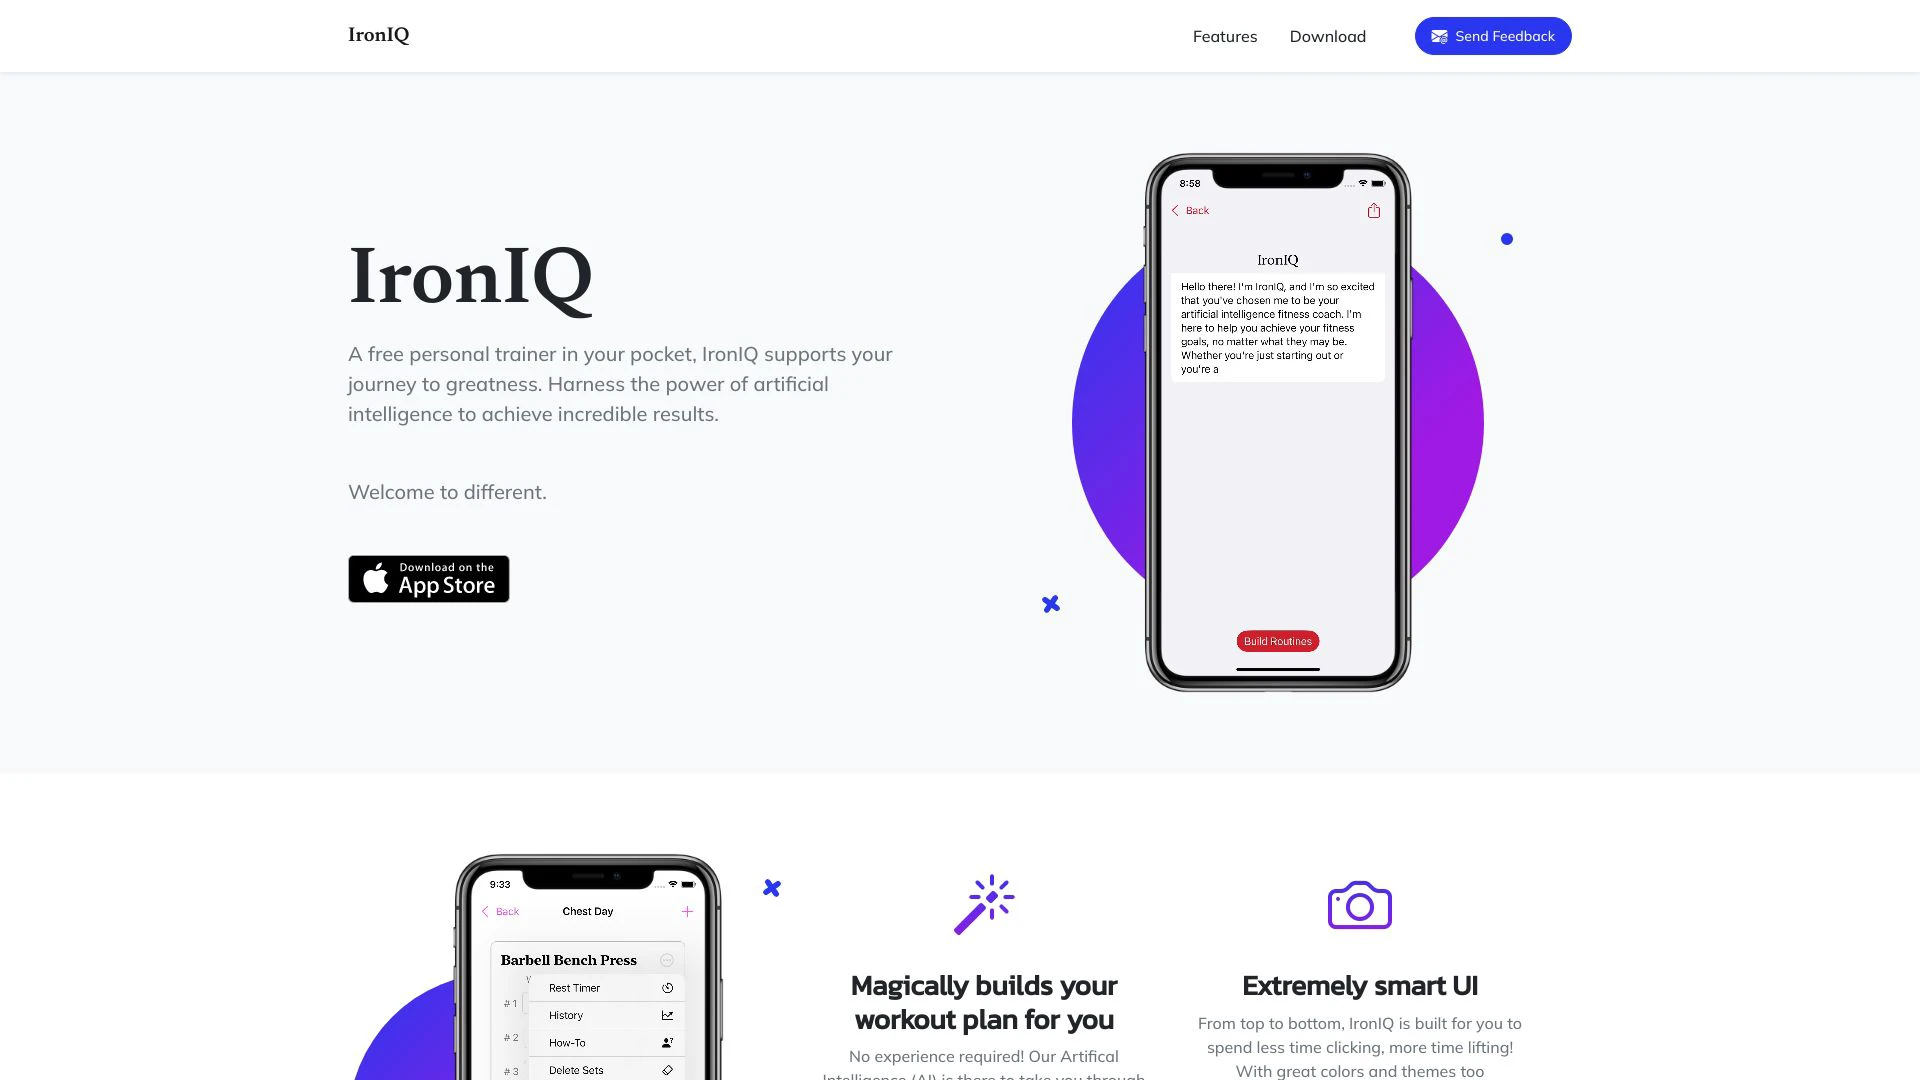 IronIQ
Features
Download
Send Feedback
IronIQ
A free personal trainer in your pocket, IronIQ supports your
journey to greatness. Harness the power of artificial
intelligence to achieve incredible results.
Welcome to different.
Download on the
App Store
8:58
Back
IronIQ
Hello there! I'm IronIQ, and I'm so excited
that you've chosen me to be your
artificial intelligence fitness coach. I'm
here to help you achieve your fitness
goals, no matter what they may be.
Whether you're just starting out or
you're a
Build Routines
9:33
Back
Chest Day
Barbell Bench Press
# 1
# 2
# 3
Rest Timer
History
How-To
Delete Sets
Magically builds your
workout plan for you
No experience required! Our Artifical
Intelligence (AI) is there to take you through
Extremely smart UI
From top to bottom, IronIQ is built for you to
spend less time clicking, more time lifting!
With great colors and themes too